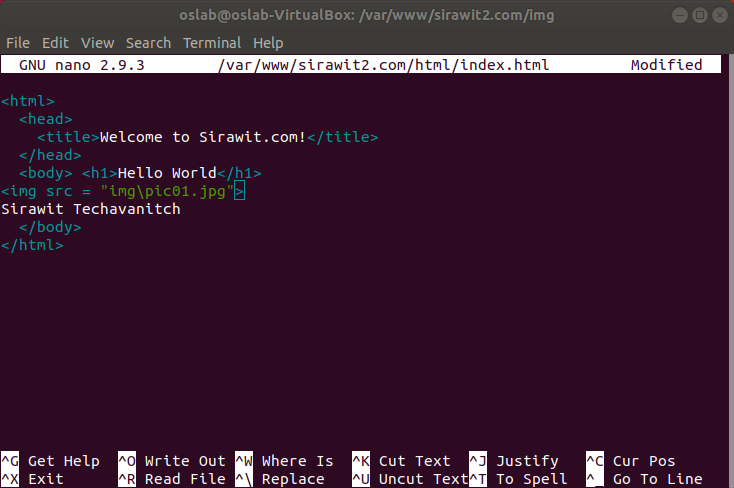 oslab@oslab-VirtualBox: /var/www/sirawit2.com/img
File Edit View Search Terminal Help
GNU nano 2.9.3 /var/www/sirawit2.com/html/index.html Modified
<html>
<head>
<title>Welcome to Sirawit.com!</title>
</head>
<body> <h1>Hello World</h1>
<img src = "img\pic01.jpg">
Sirawit Techavanitch
</body>
</html>
^G Get Help ^O Write Out ^W Where Is ^K Cut Text ^J Justify ^C Cur Pos
^X Exit ^R Read File ^\ Replace ^U Uncut Text ^T To Spell ^_ Go To Line